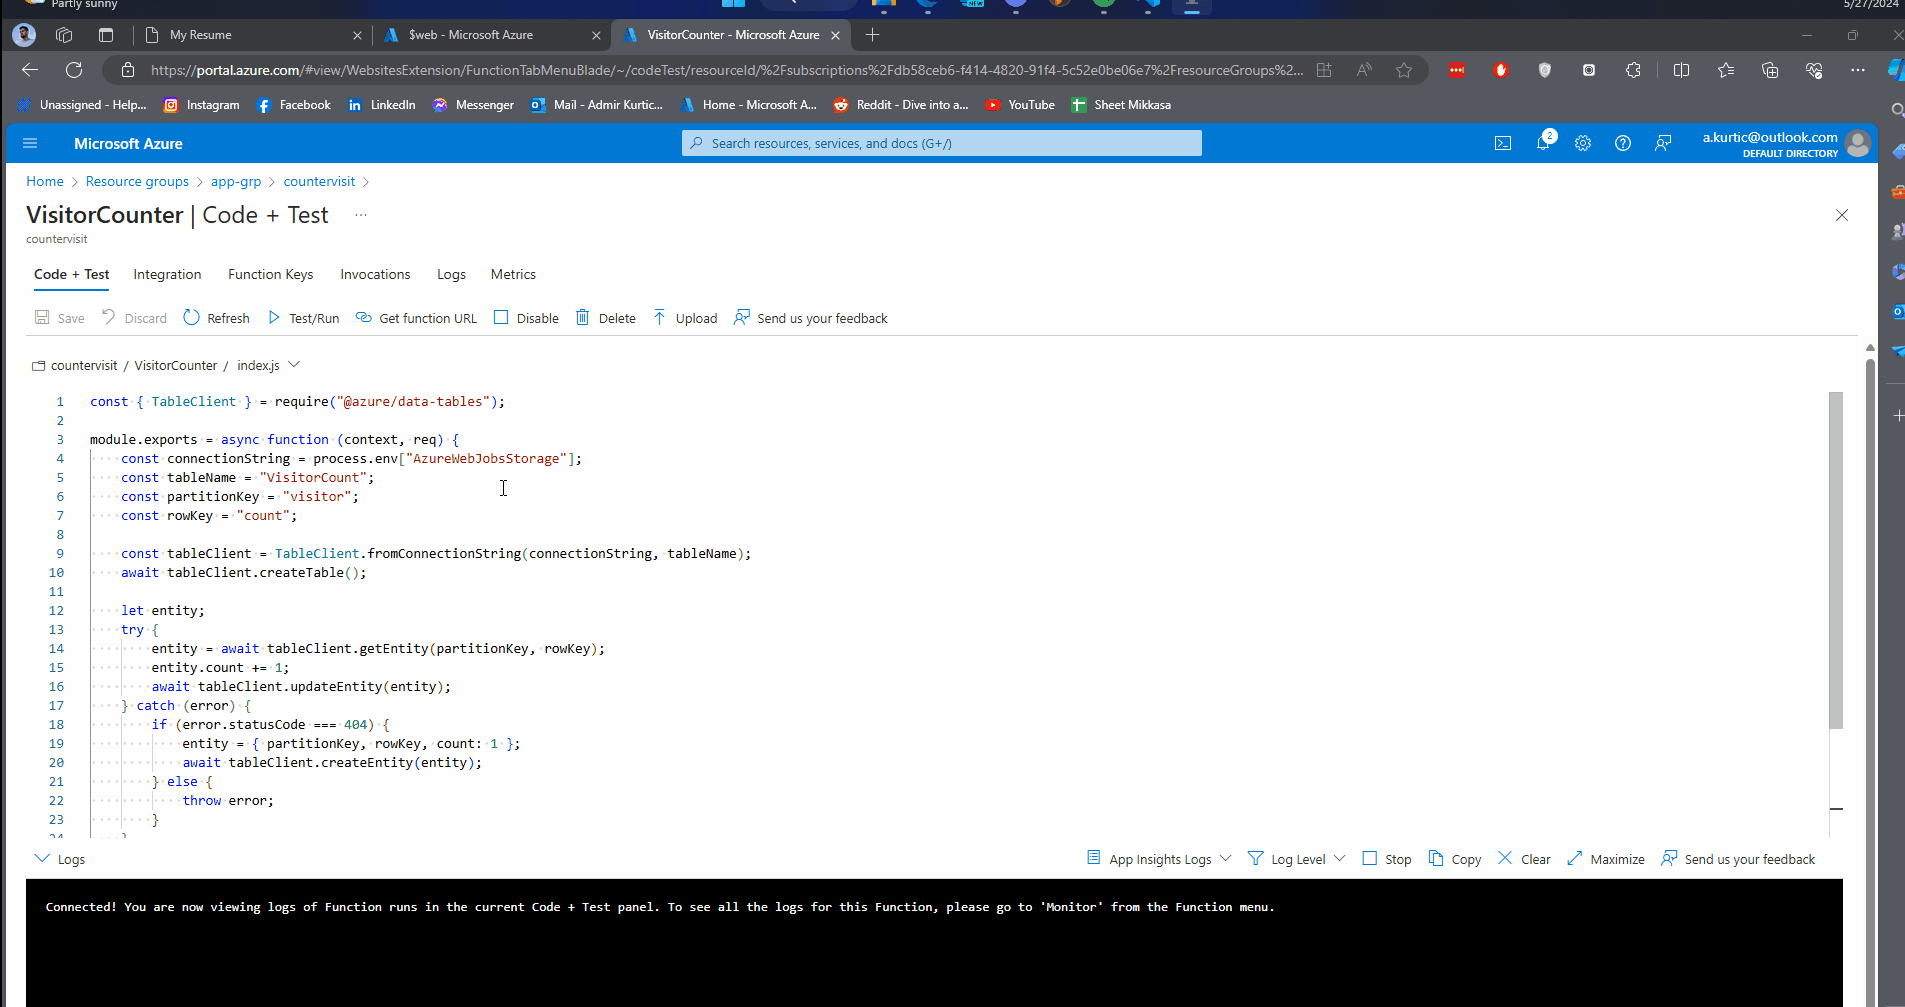 Partly sunny
NEW
5/27/2024
My Resume
$web - Microsoft Azure
VisitorCounter - Microsoft Azure
https://portal.azure.com/#view/WebsitesExtension/FunctionTabMenuBlade/~/codeTest/resourceId/%2Fsubscriptions%2Fdb58ceb6-f414-4820-91f4-5c52e0be06e7%2FresourceGroups%2...
Unassigned - Help...
Instagram
Facebook
LinkedIn
Messenger
Mail - Admir Kurtic...
Home - Microsoft A...
Reddit - Dive into a...
YouTube
Sheet Mikkasa
Microsoft Azure
Search resources, services, and docs (G+/)
2
a.kurtic@outlook.com
DEFAULT DIRECTORY
Home > Resource groups > app-grp > countervisit >
VisitorCounter | Code + Test ...
countervisit
Code + Test
Integration
Function Keys
Invocations
Logs
Metrics
Save
Discard
Refresh
Test/Run
Get function URL
Disable
Delete
Upload
Send us your feedback
countervisit / VisitorCounter / index.js
1 const { TableClient } = require("@azure/data-tables");
2
3 module.exports = async function (context, req) {
4 const connectionString = process.env["AzureWebJobsStorage"];
5 const tableName = "VisitorCount";
6 const partitionKey = "visitor";
7 const rowKey = "count";
8
9 const tableClient = TableClient.fromConnectionString(connectionString, tableName);
10 await tableClient.createTable();
11
12 let entity;
13 try {
14 entity = await tableClient.getEntity(partitionKey, rowKey);
15 entity.count += 1;
16 await tableClient.updateEntity(entity);
17 } catch (error) {
18 if (error.statusCode === 404) {
19 entity = { partitionKey, rowKey, count: 1 };
20 await tableClient.createEntity(entity);
21 } else {
22 throw error;
23 }
24 }
Logs
App Insights Logs
Log Level
Stop
Copy
Clear
Maximize
Send us your feedback
Connected! You are now viewing logs of Function runs in the current Code + Test panel. To see all the logs for this Function, please go to 'Monitor' from the Function menu.